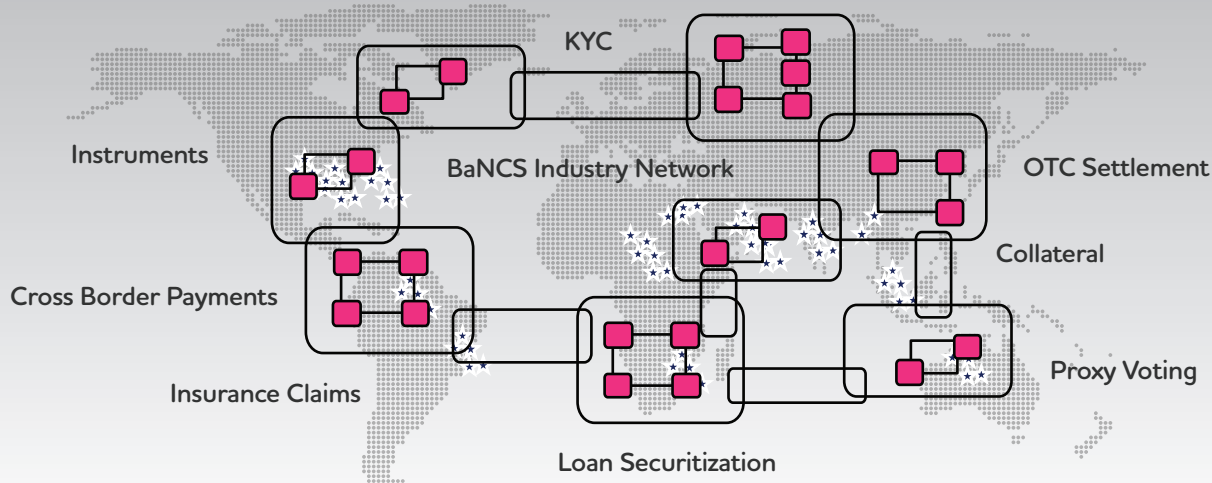 KYC
Instruments
BaNCS Industry Network
OTC Settlement
Collateral
Cross Border Payments
Proxy Voting
Insurance Claims
Loan Securitization